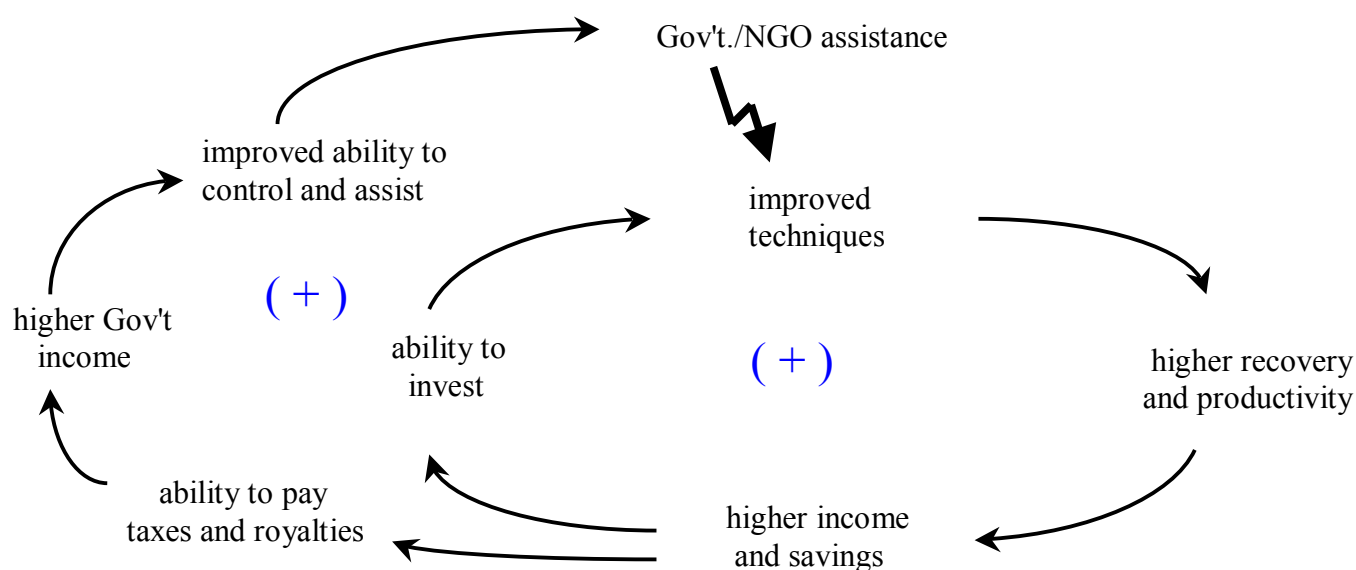 Gov't./NGO assistance
improved ability to
control and assist
improved
techniques
( + )
higher Gov't
income
ability to
invest
( + )
higher recovery
and productivity
ability to pay
taxes and royalties
higher income
and savings